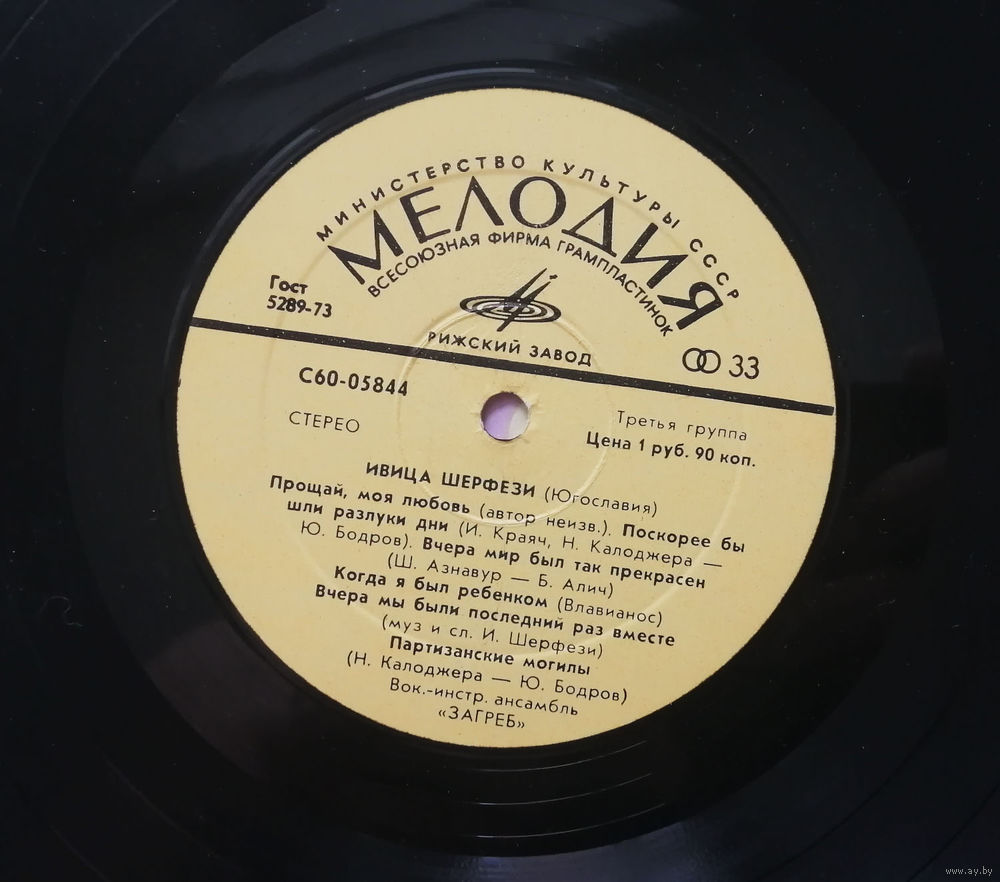 МИНИСТЕРСТВО КУЛЬТУРЫ СССР
МЕЛОДИЯ
ВСЕСОЮЗНАЯ ФИРМА ГРАМПЛАСТИНОК
Гост
5289-73
РИЖСКИЙ ЗАВОД
33
С60-05844
СТЕРЕО
Третья группа
Цена 1 руб. 90 коп.
ИВИЦА ШЕРФЕЗИ (Югославия)
Прощай, моя любовь (автор неизв.). Поскорее бы
шли разлуки дни (И. Краяч, Н. Калоджера —
Ю. Бодров). Вчера мир был так прекрасен
(Ш. Азнавур — Б. Алич)
Когда я был ребенком (Влавианос)
Вчера мы были последний раз вместе
(муз и сл. И. Шерфези)
Партизанские могилы
(Н. Калоджера — Ю. Бодров)
Вок.-инстр. ансамбль
«ЗАГРЕБ»
www.ay.by